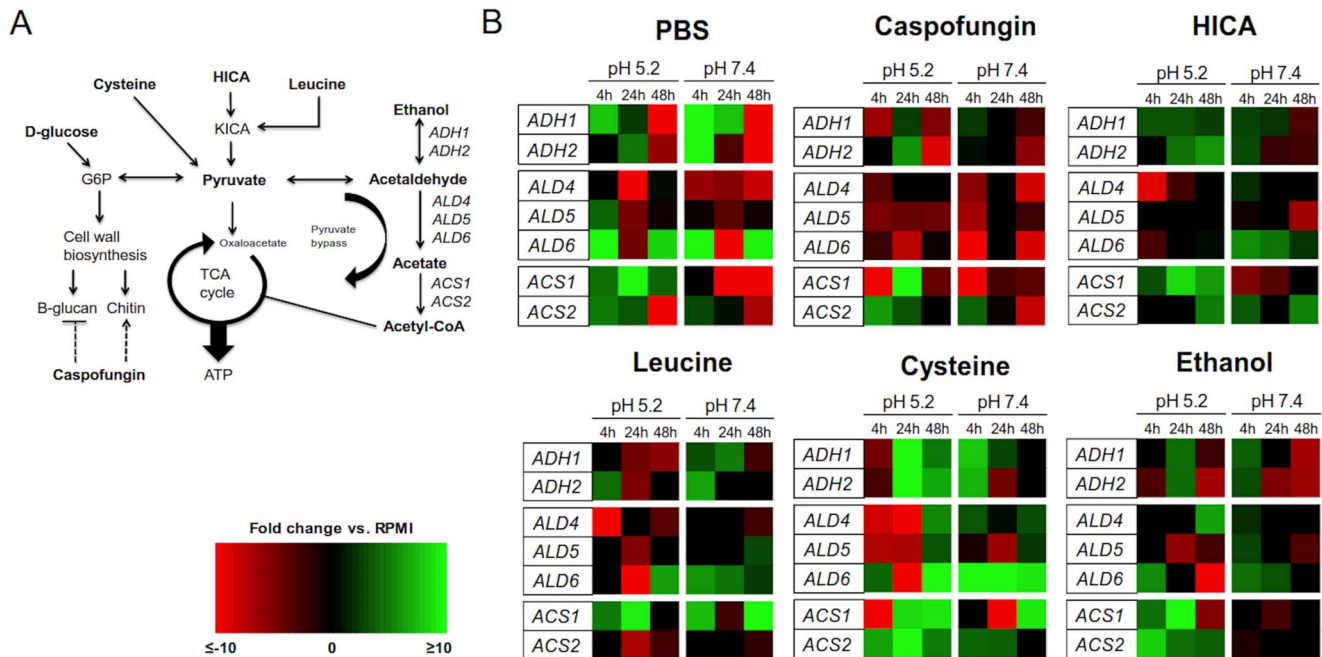 A
Cysteine
HICA
Leucine
KICA
Ethanol
ADH1
ADH2
D-glucose
G6P
Pyruvate
Acetaldehyde
ALD4
ALD5
ALD6
Pyruvate
bypass
Oxaloacetate
Cell wall
biosynthesis
TCA
cycle
Acetate
ACS1
ACS2
B-glucan
Chitin
Acetyl-CoA
Caspofungin
ATP
Fold change vs. RPMI
≤-10 0 ≥10
B
PBS
pH 5.2 pH 7.4
4h 24h 48h 4h 24h 48h
ADH1
ADH2
ALD4
ALD5
ALD6
ACS1
ACS2
Caspofungin
pH 5.2 pH 7.4
4h 24h 48h 4h 24h 48h
ADH1
ADH2
ALD4
ALD5
ALD6
ACS1
ACS2
HICA
pH 5.2 pH 7.4
4h 24h 48h 4h 24h 48h
ADH1
ADH2
ALD4
ALD5
ALD6
ACS1
ACS2
Leucine
pH 5.2 pH 7.4
4h 24h 48h 4h 24h 48h
ADH1
ADH2
ALD4
ALD5
ALD6
ACS1
ACS2
Cysteine
pH 5.2 pH 7.4
4h 24h 48h 4h 24h 48h
ADH1
ADH2
ALD4
ALD5
ALD6
ACS1
ACS2
Ethanol
pH 5.2 pH 7.4
4h 24h 48h 4h 24h 48h
ADH1
ADH2
ALD4
ALD5
ALD6
ACS1
ACS2